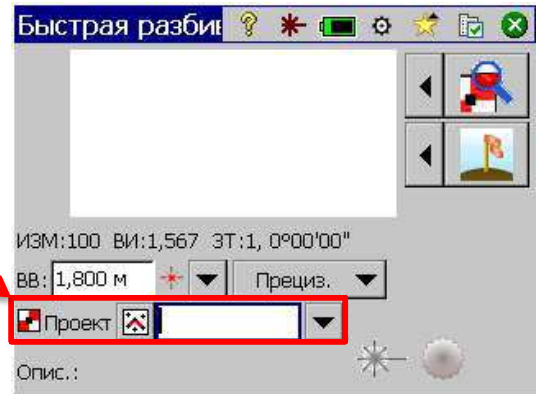 Быстрая разбив
ИЗМ:100 ВИ:1,567 ЗТ:1, 0°00'00"
ВВ: 1,800 м Прециз.
Проект
Опис.: